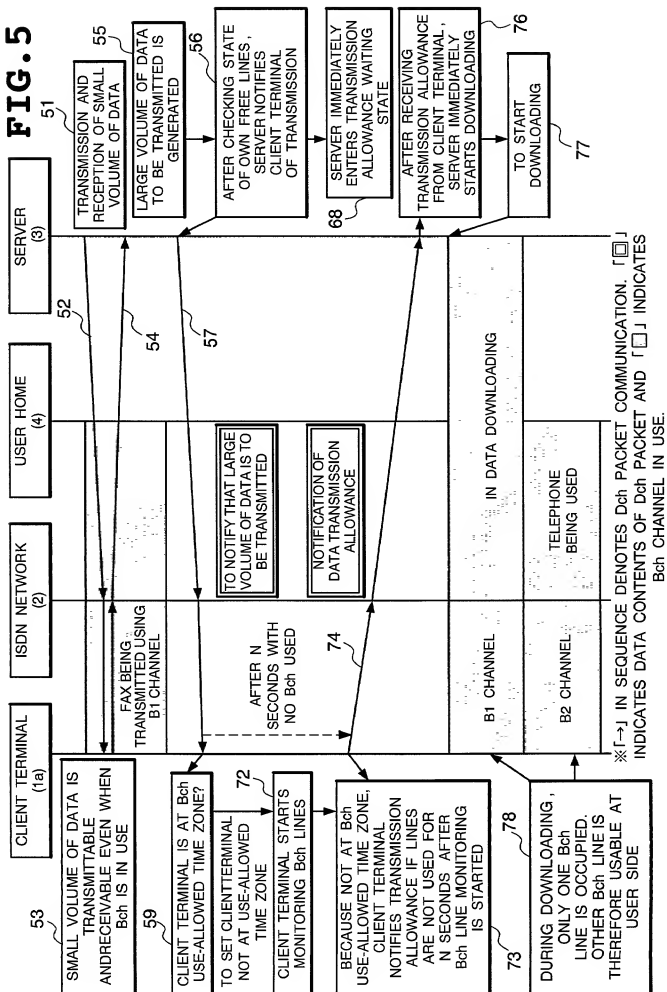 FIG.5
CLIENT TERMINAL
(1a)
ISDN NETWORK
(2)
USER HOME
(4)
SERVER
(3)
53
SMALL VOLUME OF DATA IS
TRANSMITTABLE
ANDRECEIVABLE EVEN WHEN
Bch IS IN USE
FAX BEING
TRANSMITTED USING
B1 CHANNEL
52
54
51
TRANSMISSION AND
RECEPTION OF SMALL
VOLUME OF DATA
55
LARGE VOLUME OF DATA
TO BE TRANSMITTED IS
GENERATED
57
56
AFTER CHECKING STATE
OF OWN FREE LINES,
SERVER NOTIFIES
CLIENT TERMINAL
OF TRANSMISSION
TO NOTIFY THAT LARGE
VOLUME OF DATA IS TO
BE TRANSMITTED
59
CLIENT TERMINAL IS AT Bch
USE-ALLOWED TIME ZONE?
TO SET CLIENTTERMINAL
NOT AT USE-ALLOWED
TIME ZONE
72
CLIENT TERMINAL STARTS
MONITORING Bch LINES
AFTER N
SECONDS WITH
NO Bch USED
SERVER IMMEDIATELY
ENTERS TRANSMISSION
ALLOWANCE WAITING
STATE
68
NOTIFICATION OF
DATA TRANSMISSION
ALLOWANCE
74
BECAUSE NOT AT Bch
USE-ALLOWED TIME ZONE,
CLIENT TERMINAL
NOTIFIES TRANSMISSION
ALLOWANCE IF LINES
ARE NOT USED FOR
N SECONDS AFTER
Bch LINE MONITORING
IS STARTED
73
76
AFTER RECEIVING
TRANSMISSION ALLOWANCE
FROM CLIENT TERMINAL,
SERVER IMMEDIATELY
STARTS DOWNLOADING
TO START
DOWNLOADING
77
B1 CHANNEL
IN DATA DOWNLOADING
B2 CHANNEL
TELEPHONE
BEING USED
78
DURING DOWNLOADING,
ONLY ONE Bch
LINE IS OCCUPIED.
OTHER Bch LINE IS
THEREFORE USABLE AT
USER SIDE
※「→」 IN SEQUENCE DENOTES Dch PACKET COMMUNICATION. 「回」
INDICATES DATA CONTENTS OF Dch PACKET AND 「□」 INDICATES
Bch CHANNEL IN USE.